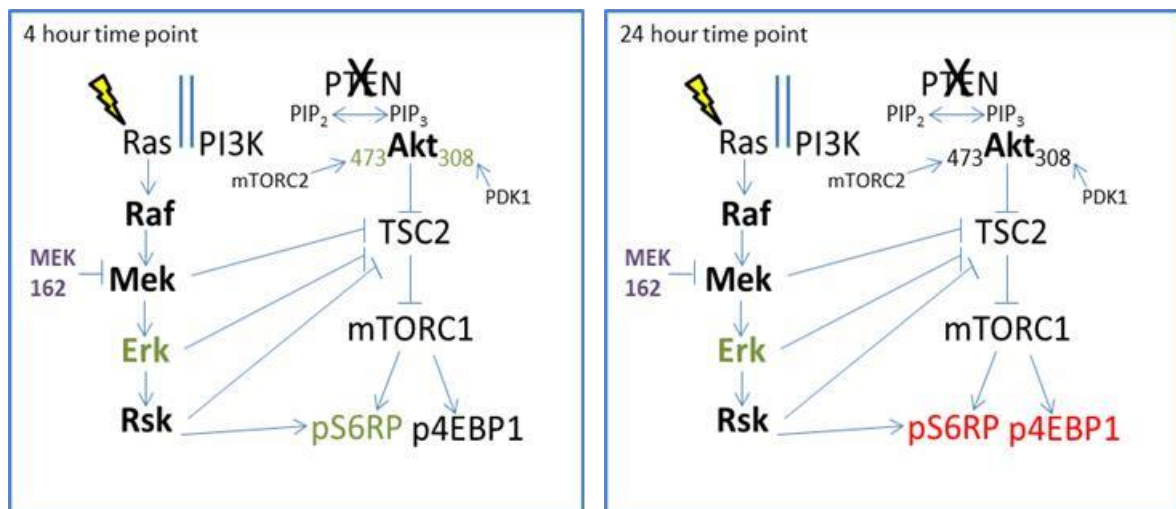 4 hour time point
PTEN
PIP2 PIP3
Ras PI3K
473 Akt 308
mTORC2
PDK1
Raf
TSC2
MEK
162
Mek
mTORC1
Erk
Rsk
pS6RP p4EBP1
24 hour time point
PTEN
PIP2 PIP3
Ras PI3K
473 Akt 308
mTORC2
PDK1
Raf
TSC2
MEK
162
Mek
mTORC1
Erk
Rsk
pS6RP p4EBP1